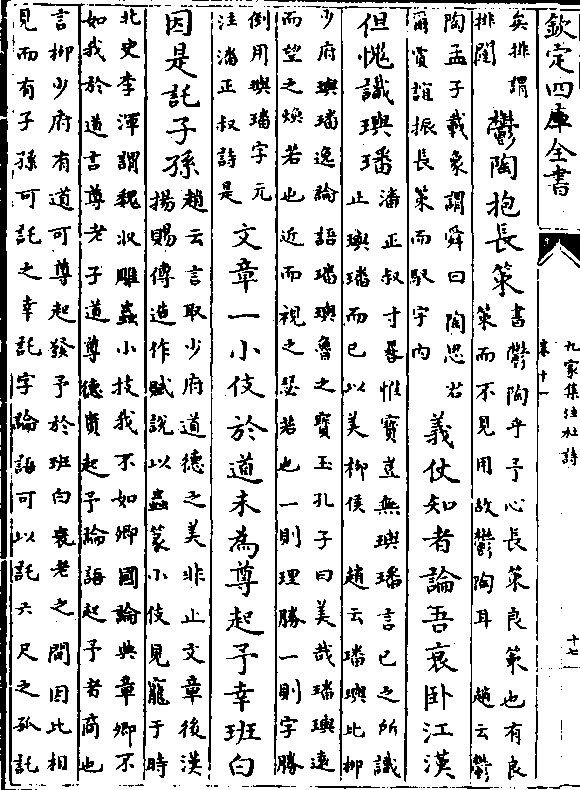 欽定四庫全書
九家集注杜詩
卷十一
十七
矣排謂
排闥
鬱陶抱長策
書鬱陶乎予心長策良策也有良
策而不見用故鬱陶耳　趙云鬱
陶孟子載象謂舜曰陶思君
爾賈誼振長策而馭宇内
義仗知者論吾衰卧江漢
但愧識璵璠
潘正叔寸晷惟寳豈無璵璠言已之所識
止璵璠而已以美柳侯　趙云璠璵比柳
少府璵璠逸論語璠璵魯之寳玉孔子曰美哉璠璵逺
而望之焕若也近而視之瑟若也一則理勝一則字勝
倒用璵璠字元
注潘正叔詩是
文章一小伎於道未為尊起予幸班白
因是託子孫
趙云言取少府道德之美非止文章後漢
揚賜傳造作賦說以蟲篆小伎見寵于時
北史李渾謂魏收雕蟲小技我不如卿國論典章卿不
如我於道言尊老子道尊德貴起予論語起予者商也
言柳少府有道可尊起發予於班白衰老之間因比相
見而有子孫可託之幸託字論語可以託六尺之孤託